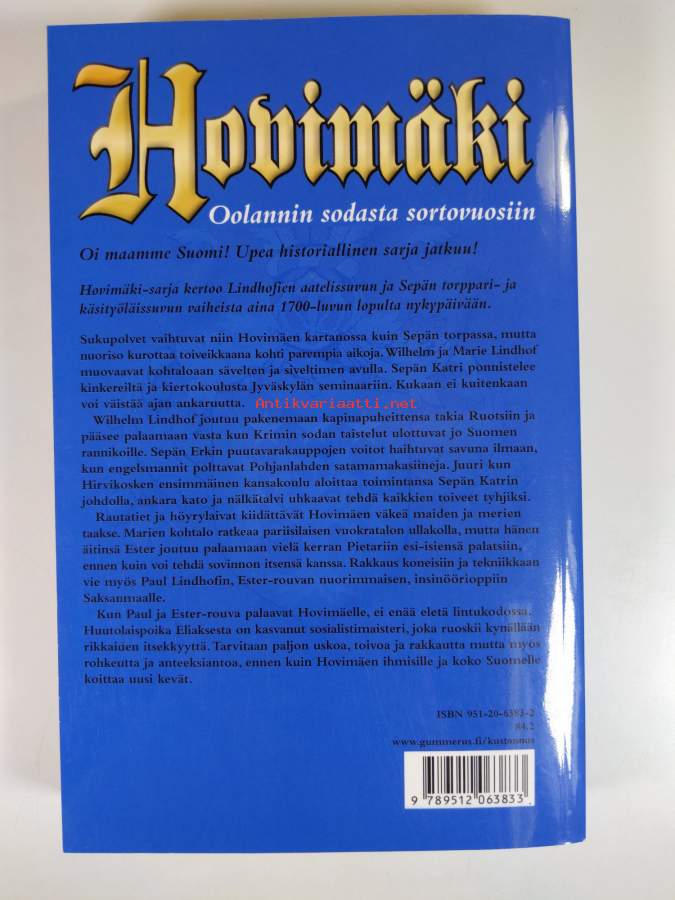 Hovimäki
Oolannin sodasta sortovuosiin
Oi maamme Suomi! Upea historiallinen sarja jatkuu!
Hovimäki-sarja kertoo Lindhofien aatelissuvun ja Sepän torppari- ja
käsityöläissuvun vaiheista aina 1700-luvun lopulta nykypäivään.
Sukupolvet vaihtuvat niin Hovimäen kartanossa kuin Sepän torpassa, mutta
nuoriso kurottaa toiveikkaana kohti parempia aikoja. Wilhelm ja Marie Lindhof
muovaavat kohtaloaan sävelten ja siveltimen avulla. Sepän Katri ponnistelee
kinkereiltä ja kiertokoulusta Jyväskylän seminaariin. Kukaan ei kuitenkaan
voi väistää ajan ankaruutta.
Antikvariaatti.net
Wilhelm Lindhof joutuu pakenemaan kapinapuheittensa takia Ruotsiin ja
pääsee palaamaan vasta kun Krimin sodan taistelut ulottuvat jo Suomen
rannikoille. Sepän Erkin puutavarakauppojen voitot haihtuvat savuna ilmaan,
kun engelsmannit polttavat Pohjanlahden satamamakasiineja. Juuri kun
Hirvikosken ensimmäinen kansakoulu aloittaa toimintansa Sepän Katrin
johdolla, ankara kato ja nälkätalvi uhkaavat tehdä kaikkien toiveet tyhjiksi.
Rautatiet ja höyrylaivat kiidättävät Hovimäen väkeä maiden ja merien
taakse. Marien kohtalo ratkeaa pariisilaisen vuokratalon ullakolla, mutta hänen
äitinsä Ester joutuu palaamaan vielä kerran Pietariin esi-isiensä palatsiin,
ennen kuin voi tehdä sovinnon itsensä kanssa. Rakkaus koneisiin ja tekniikkaan
vie myös Paul Lindhofin, Ester-rouvan nuorimmaisen, insinöörioppiin
Saksanmaalle.
Kun Paul ja Ester-rouva palaavat Hovimäelle, ei enää eletä lintukodossa.
Huutolaispoika Eliaksesta on kasvanut sosialistimaisteri, joka ruoskii kynällään
rikkaiden itsekkyyttä. Tarvitaan paljon uskoa, toivoa ja rakkautta mutta myös
rohkeutta ja anteeksiantoa, ennen kuin Hovimäen ihmisille ja koko Suomelle
koittaa uusi kevät.
ISBN 951-20-6383-2
84.2
www.gummerus.fi/kustannus
9 789512 063833